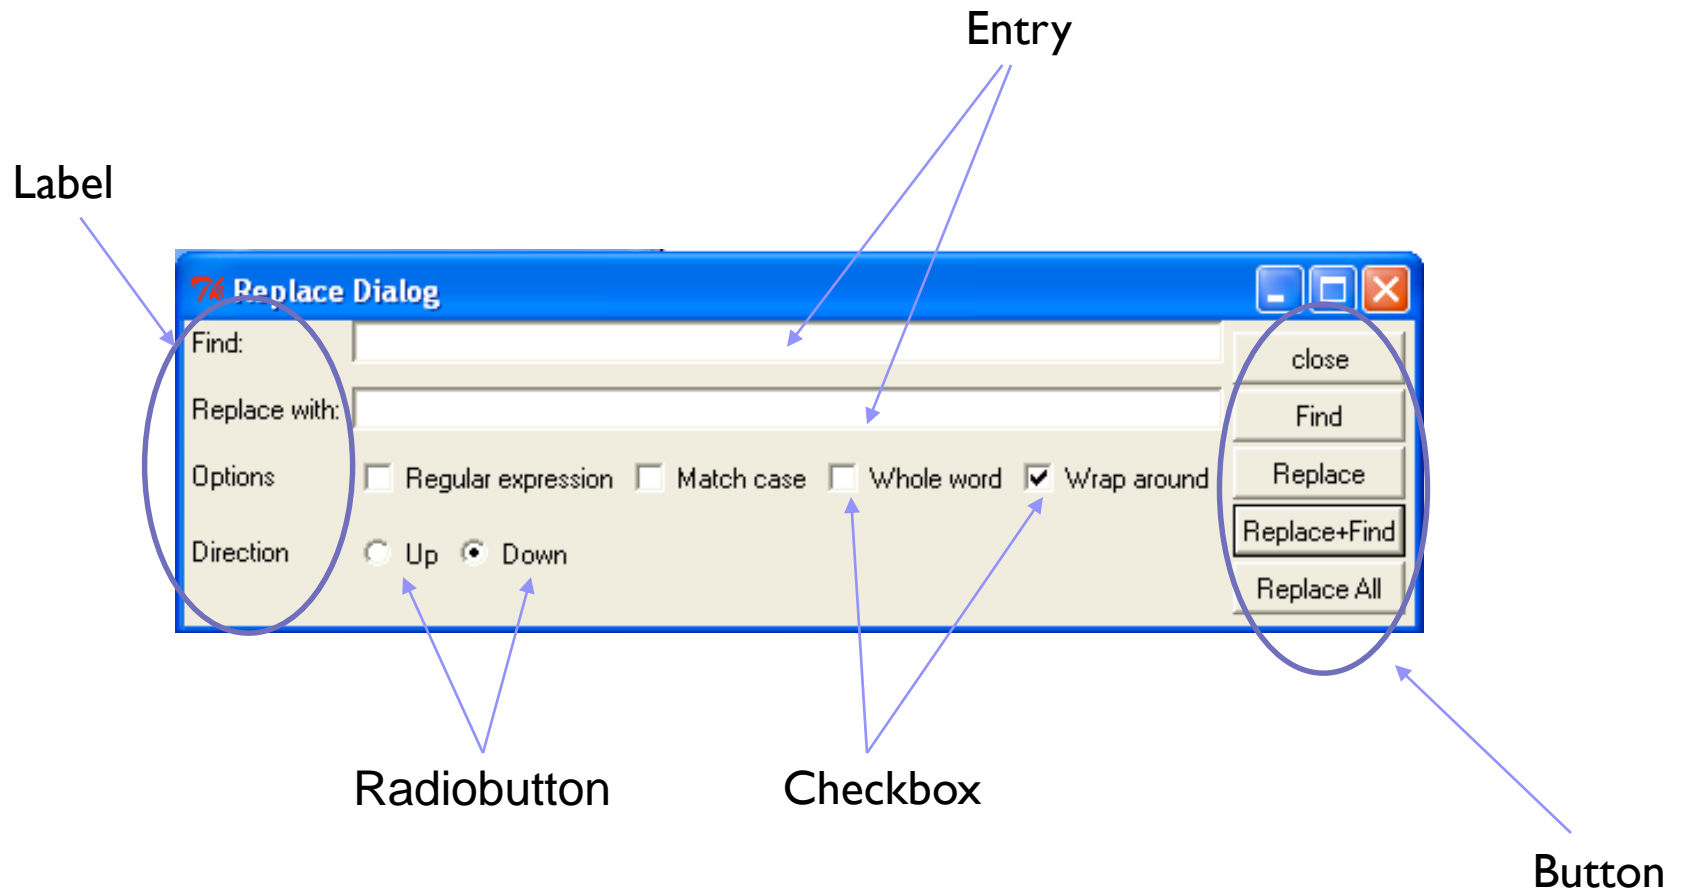 Entry
Label
Tk Replace Dialog
Find:
close
Replace with:
Find
Options Regular expression Match case Whole word Wrap around
Replace
Replace+Find
Direction Up Down
Replace All
Radiobutton
Checkbox
Button